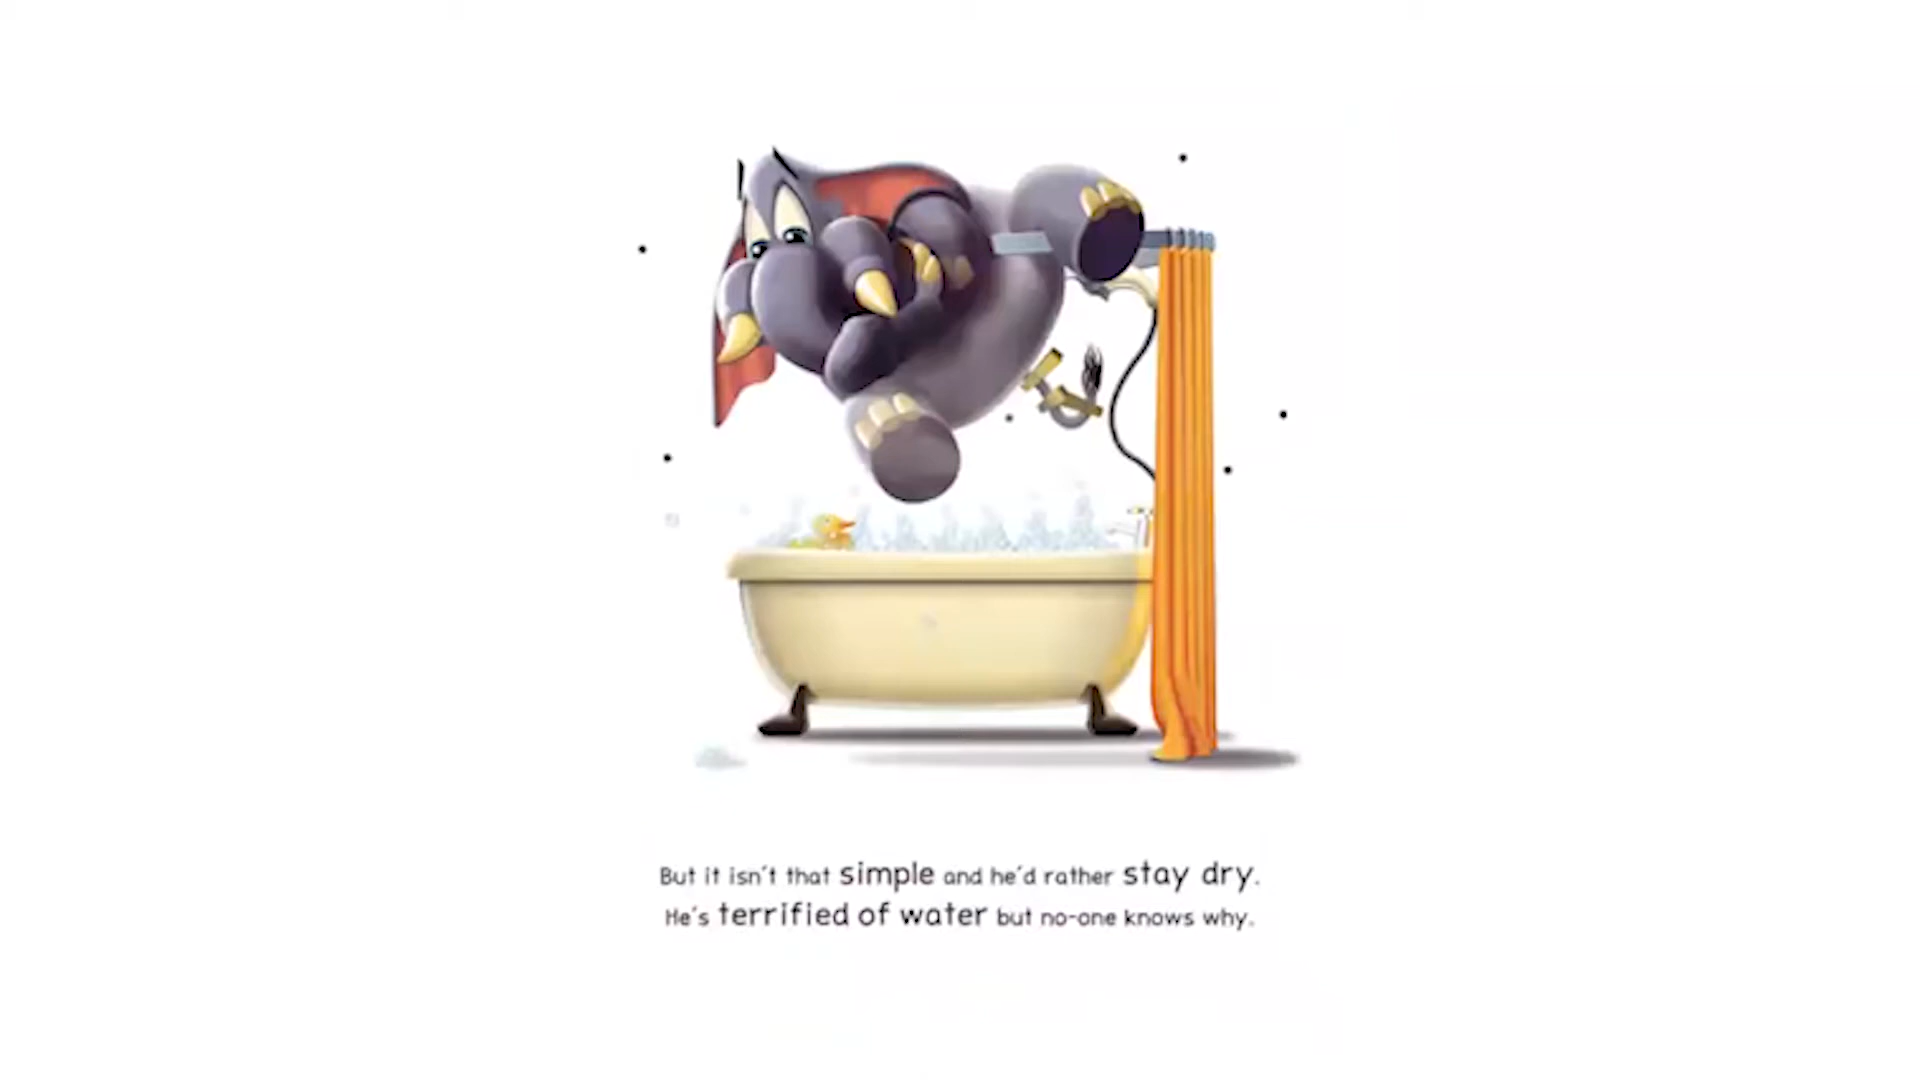 But it isn't that simple and he'd rather stay dry.
He's terrified of water but no-one knows why.